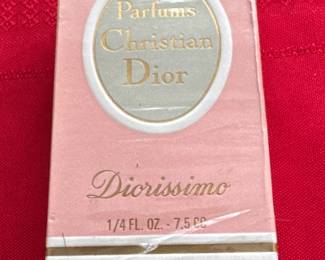 Parfums
Christian
Dior
Diorissimo
1/4 FL. OZ. - 7.5 CC